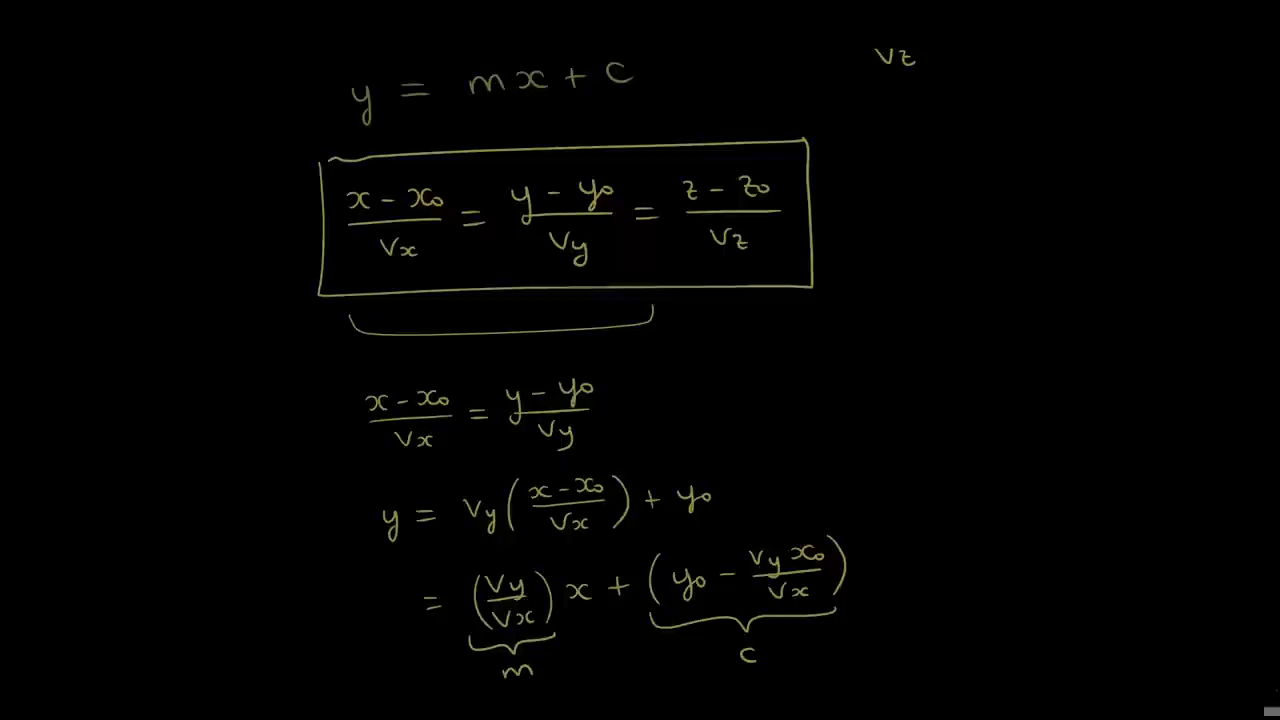 y = mx + c
vz
(x - x₀)/vx = (y - y₀)/vy = (z - z₀)/vz
(x - x₀)/vx = (y - y₀)/vy
y = vy((x - x₀)/vx) + y₀
= (vy/vx)x + (y₀ - (vy x₀)/vx)
m
c